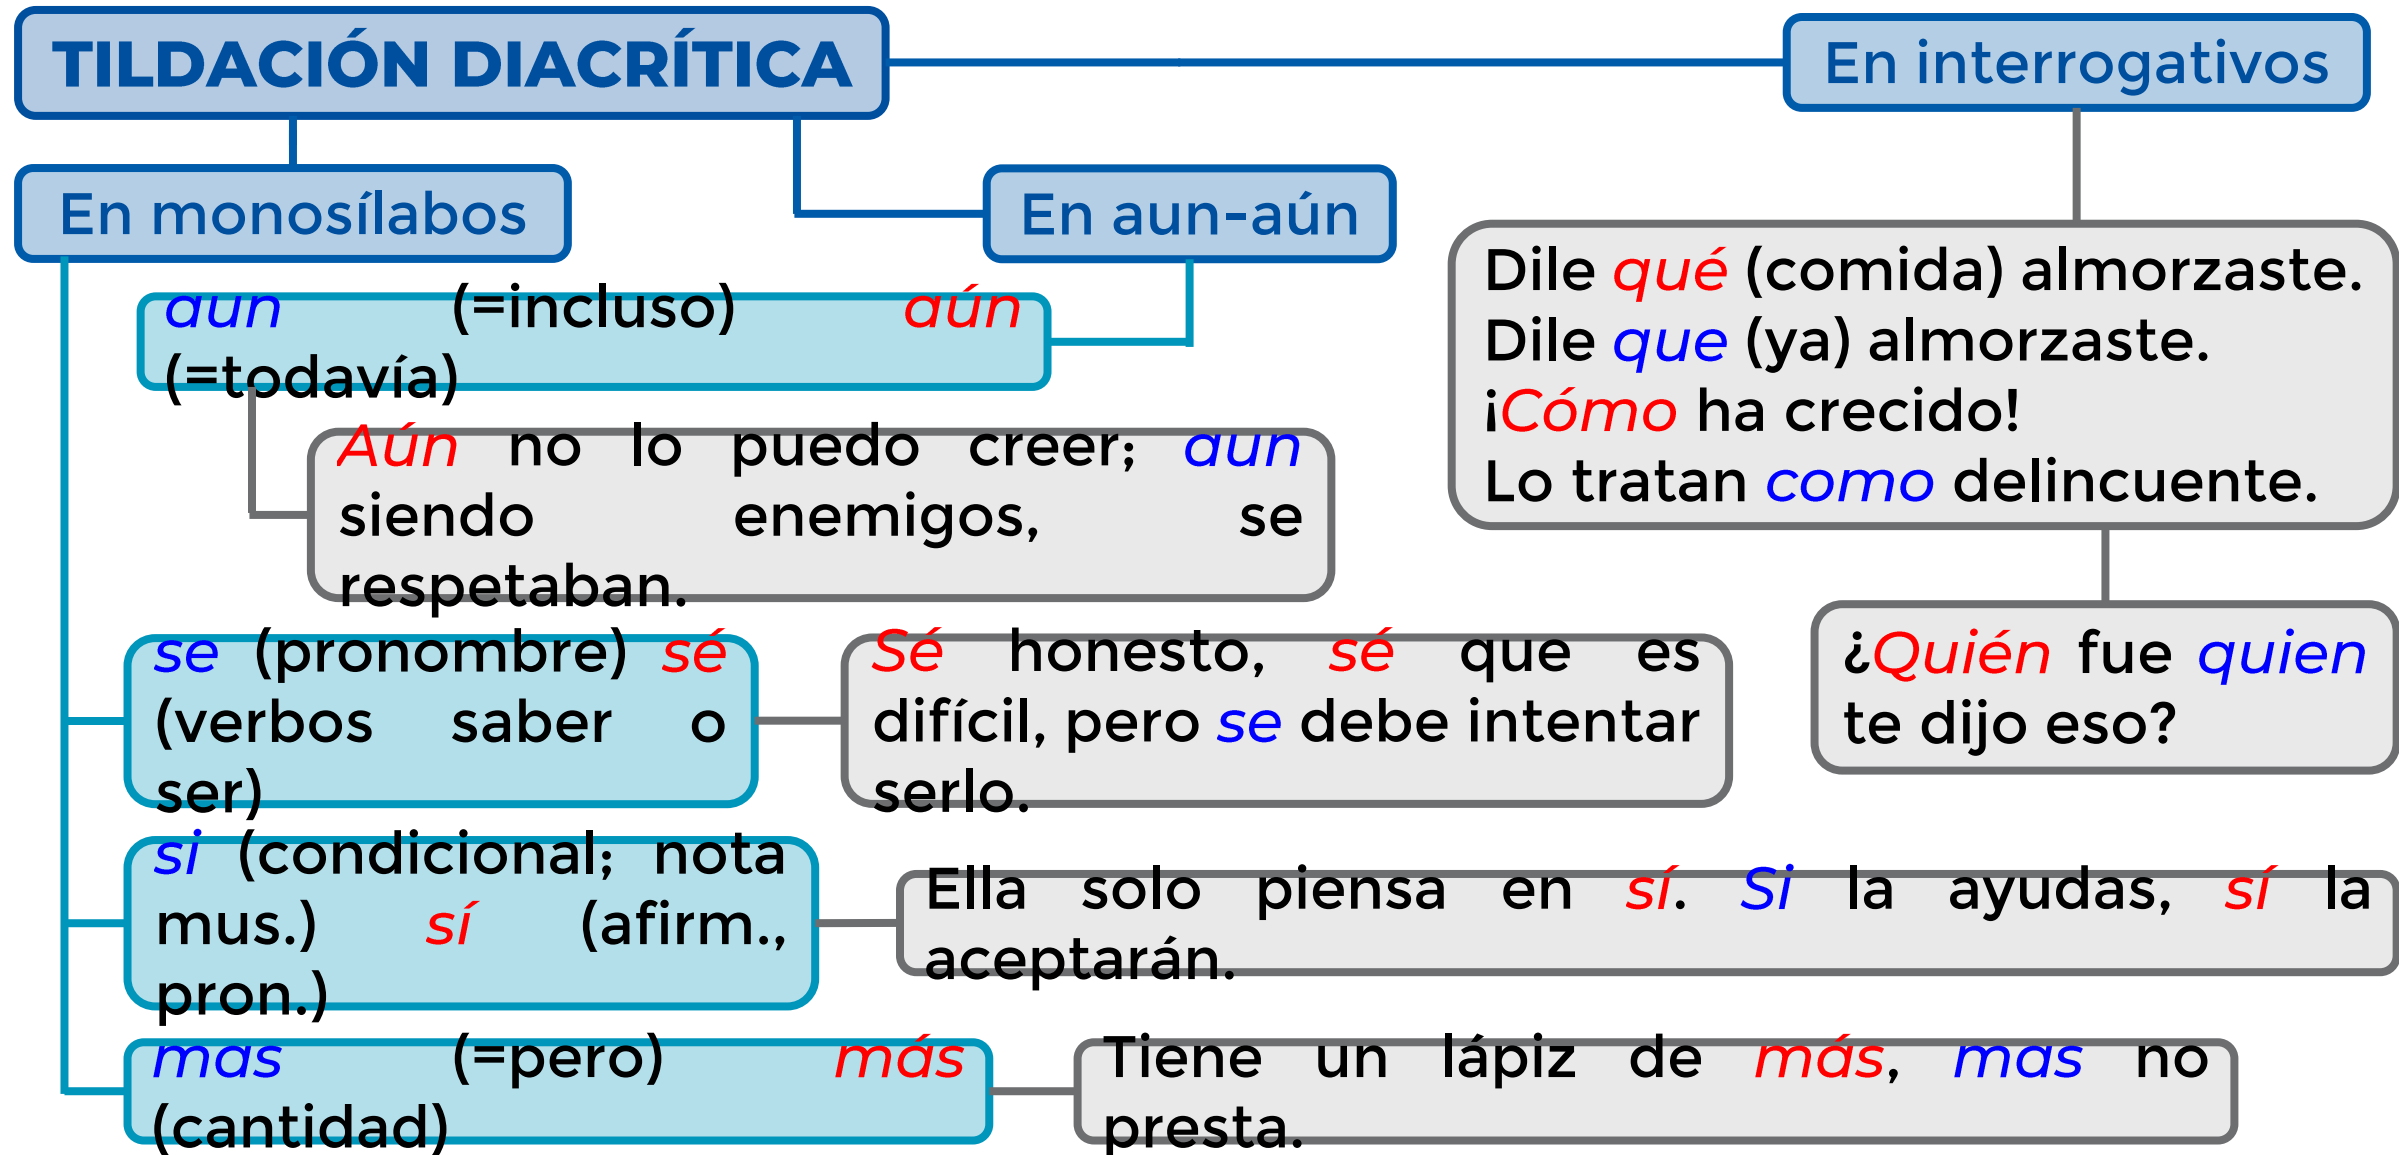 TILDACIÓN DIACRÍTICA
En interrogativos
En monosílabos
En aun-aún
aun (=incluso) aún
(=todavía)
Aún no lo puedo creer; aun
siendo enemigos, se
respetaban.
Dile qué (comida) almorzaste.
Dile que (ya) almorzaste.
¡Cómo ha crecido!
Lo tratan como delincuente.
¿Quién fue quien
te dijo eso?
se (pronombre) sé
(verbos saber o
ser)
Sé honesto, sé que es
difícil, pero se debe intentar
serlo.
si (condicional; nota
mus.) sí (afirm.,
pron.)
Ella solo piensa en sí. Si la ayudas, sí la
aceptarán.
mas (=pero) más
(cantidad)
Tiene un lápiz de más, mas no
presta.